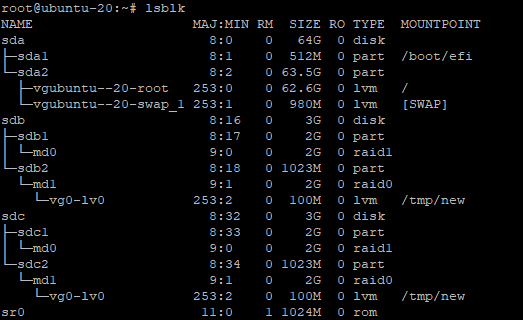 root@ubuntu-20:~# lsblk
NAME                       MAJ:MIN RM  SIZE RO TYPE  MOUNTPOINT
sda                          8:0    0   64G  0 disk
├─sda1                       8:1    0  512M  0 part  /boot/efi
└─sda2                       8:2    0 63.5G  0 part
  ├─vgubuntu--20-root      253:0    0 62.6G  0 lvm   /
  └─vgubuntu--20-swap_1    253:1    0  980M  0 lvm   [SWAP]
sdb                          8:16   0    3G  0 disk
├─sdb1                       8:17   0    2G  0 part
│ └─md0                      9:0    0    2G  0 raid1
└─sdb2                       8:18   0 1023M  0 part
  └─md1                      9:1    0    2G  0 raid0
    └─vg0-lv0              253:2    0  100M  0 lvm   /tmp/new
sdc                          8:32   0    3G  0 disk
├─sdc1                       8:33   0    2G  0 part
│ └─md0                      9:0    0    2G  0 raid1
└─sdc2                       8:34   0 1023M  0 part
  └─md1                      9:1    0    2G  0 raid0
    └─vg0-lv0              253:2    0  100M  0 lvm   /tmp/new
sr0                         11:0    1 1024M  0 rom